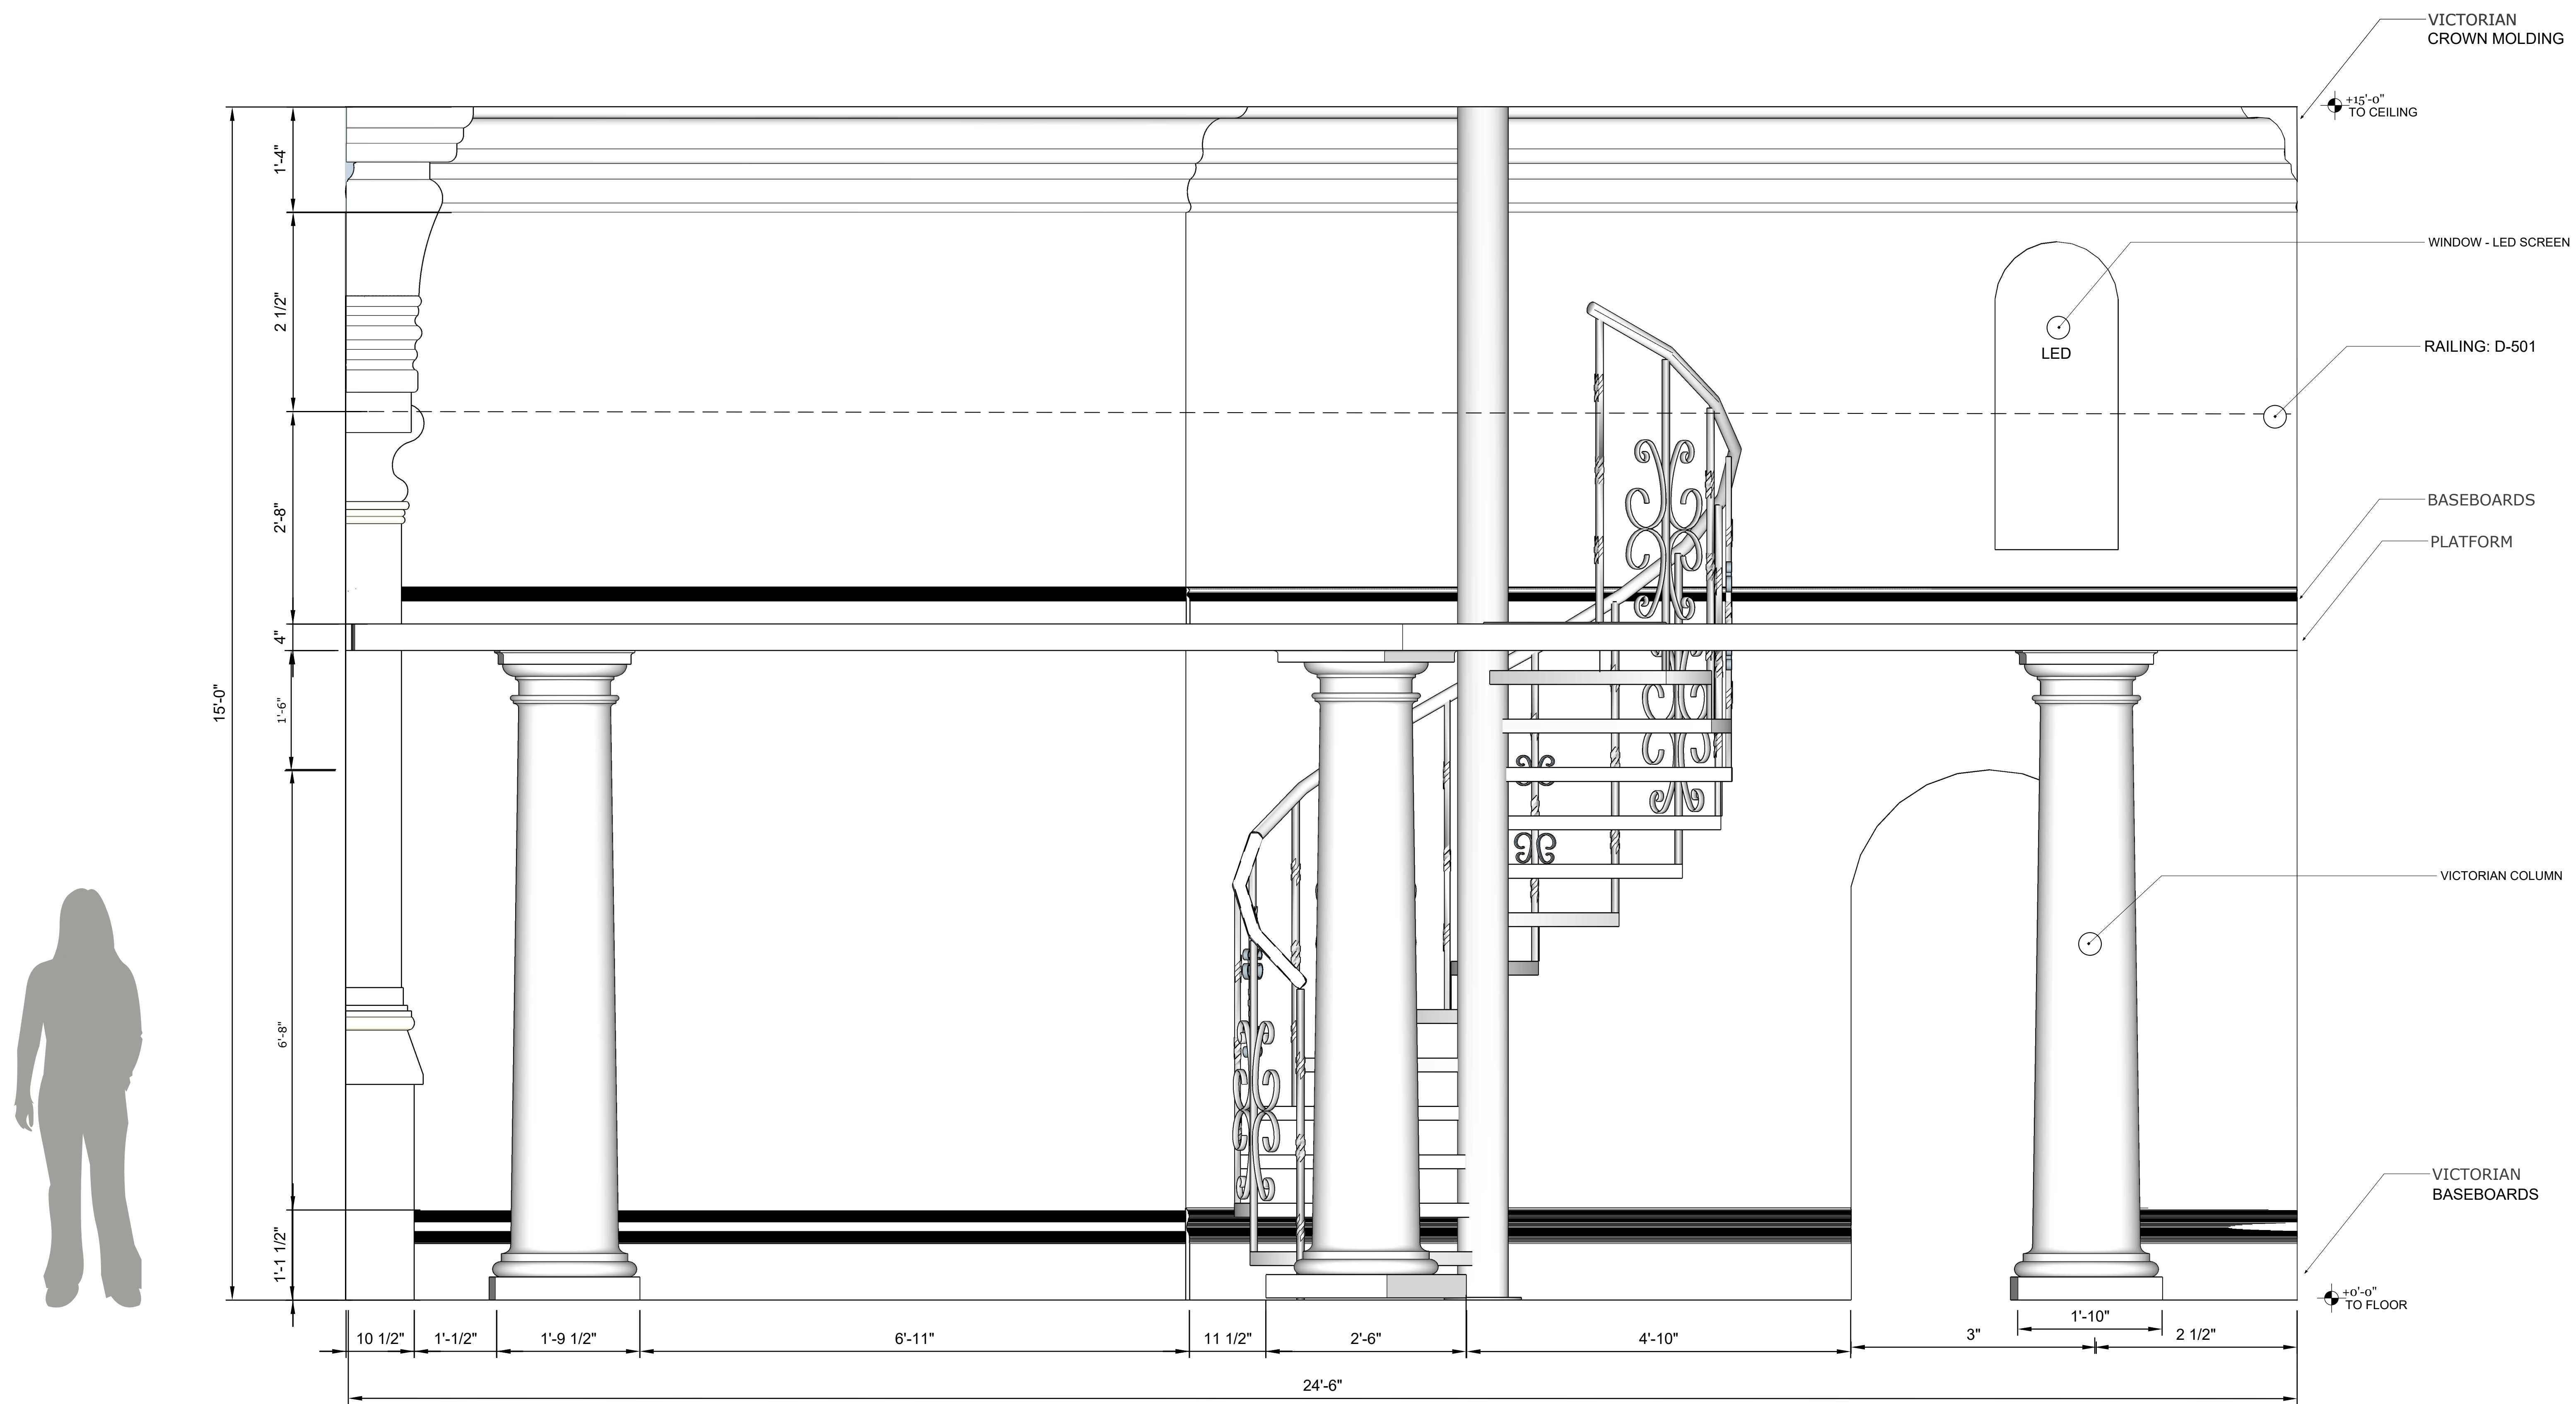 VICTORIAN
CROWN MOLDING
+15'-0"
TO CEILING
1'-4"
WINDOW - LED SCREEN
2 1/2"
LED
RAILING: D-501
BASEBOARDS
2'-8"
PLATFORM
4"
15'-0"
1'-6"
VICTORIAN COLUMN
6'-8"
VICTORIAN
BASEBOARDS
1'-1 1/2"
+0'-0"
TO FLOOR
1'-10"
10 1/2" 1'-1/2" 1'-9 1/2" 6'-11" 11 1/2" 2'-6" 4'-10" 3" 2 1/2"
24'-6"